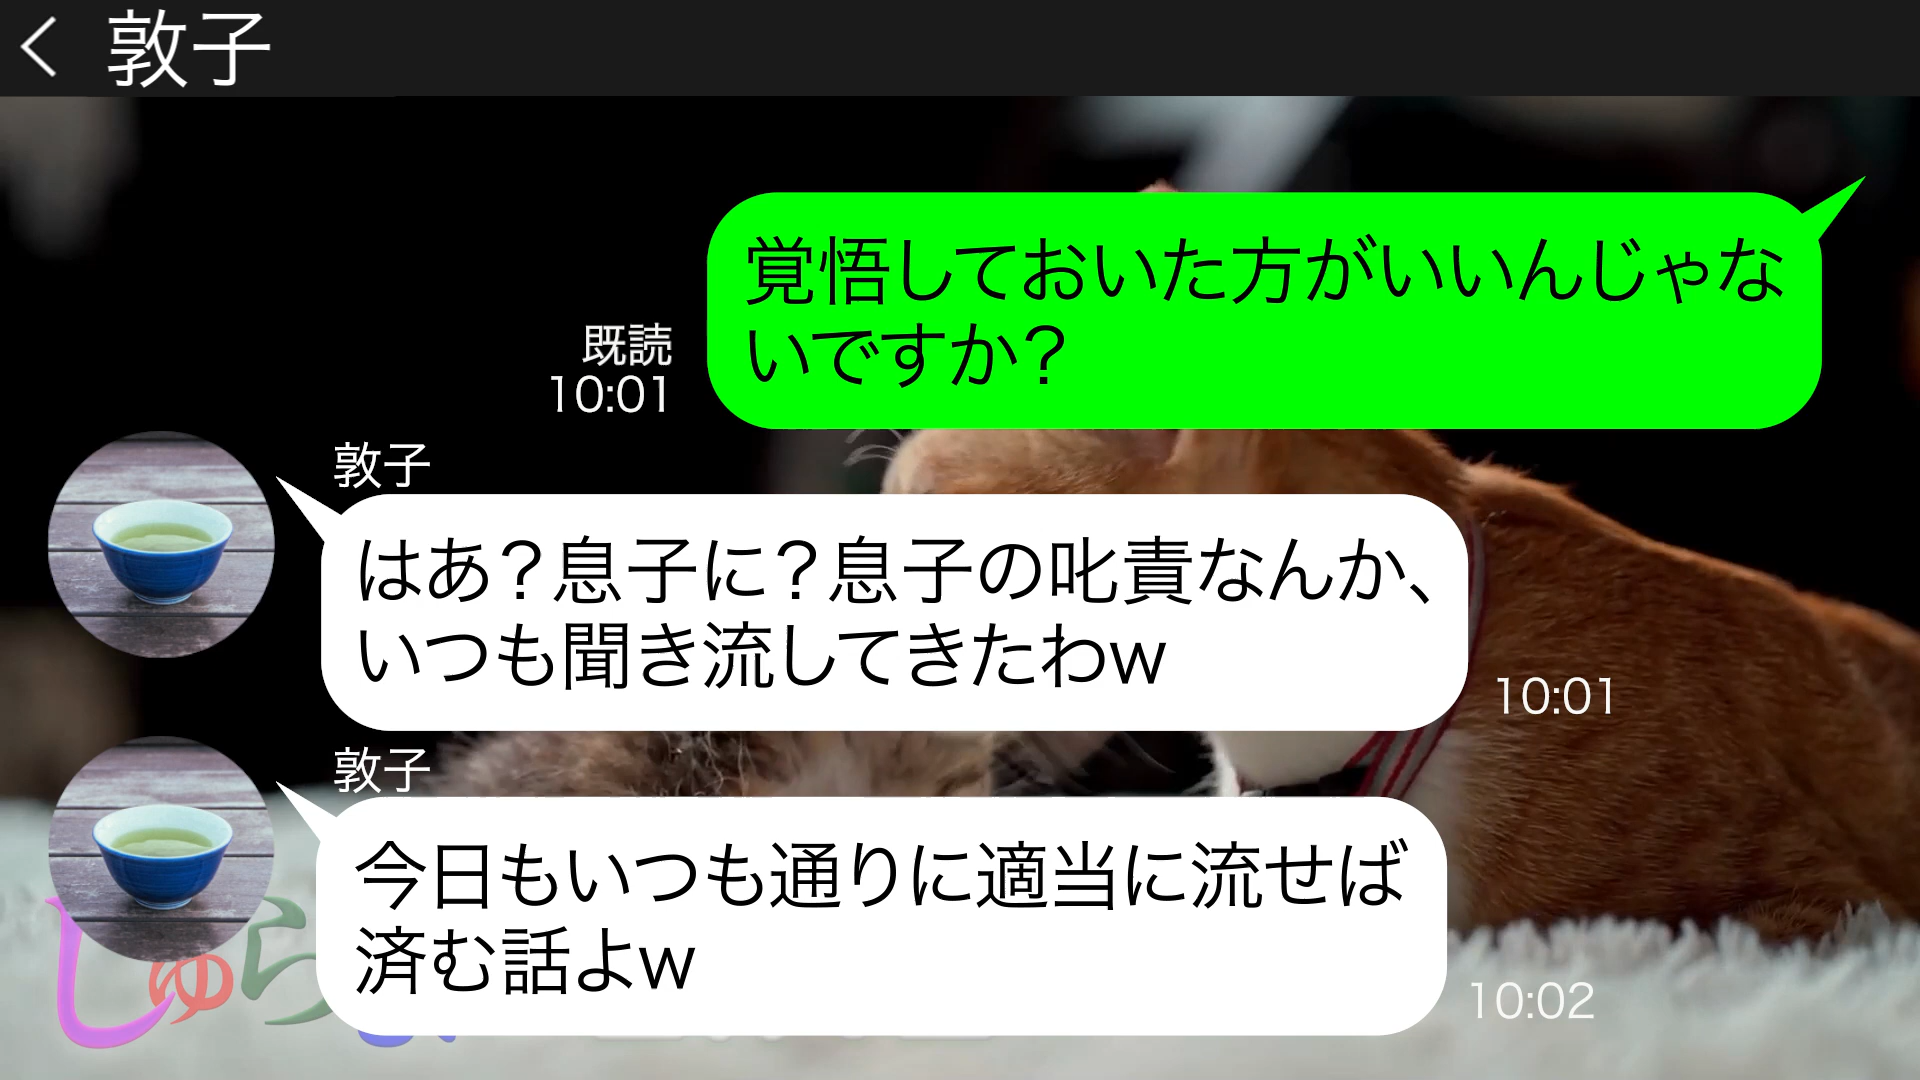 敦子
覚悟しておいた方がいいんじゃな
いですか？
既読
10:01
敦子
はあ？息子に？息子の叱責なんか、
いつも聞き流してきたわw
10:01
敦子
今日もいつも通りに適当に流せば
済む話よw
10:02
しゅら